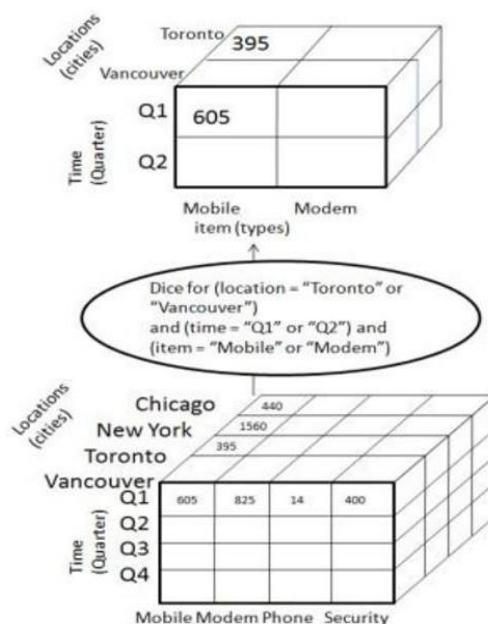 Locations
(cities)
Toronto
395
Vancouver
Q1
605
Q2
Time
(Quarter)
Mobile
Modem
item (types)
Dice for (location = "Toronto" or
"Vancouver")
and (time = "Q1" or "Q2") and
(item = "Mobile" or "Modem")
Locations
(cities)
Chicago
440
New York
1560
Toronto
395
Vancouver
Q1
605 825 14 400
Q2
Q3
Q4
Time
(Quarter)
Mobile Modem Phone Security